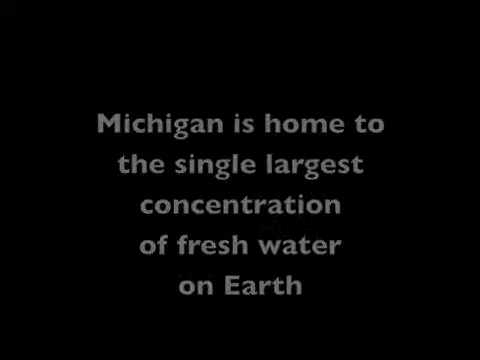 Michigan is home to
the single largest
concentration
of fresh water
on Earth